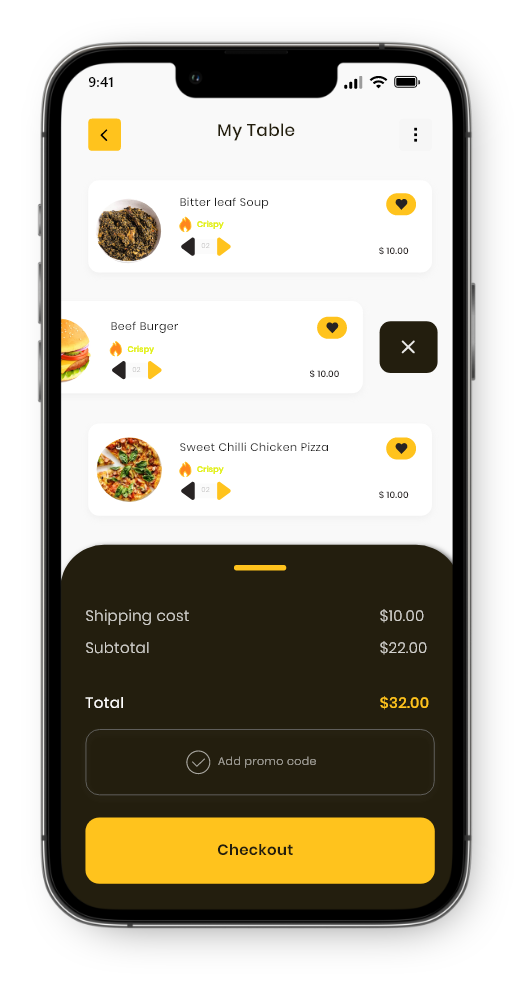 9:41
My Table
Bitter leaf Soup
Crispy
02
$ 10.00
Beef Burger
Crispy
02
$ 10.00
Sweet Chilli Chicken Pizza
Crispy
02
$ 10.00
Shipping cost $10.00
Subtotal $22.00
Total $32.00
Add promo code
Checkout